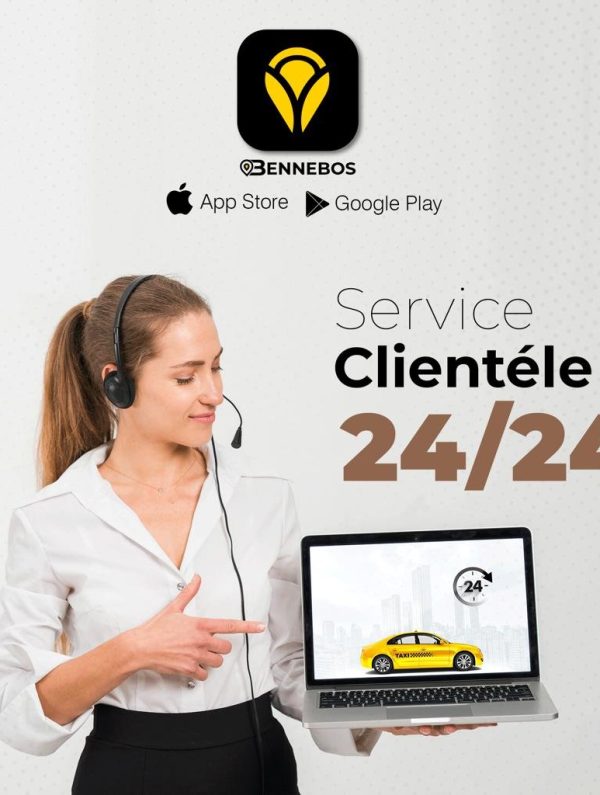 BENNEBOS
App Store
Google Play
Service
Clientéle
24/24
24
TAXI